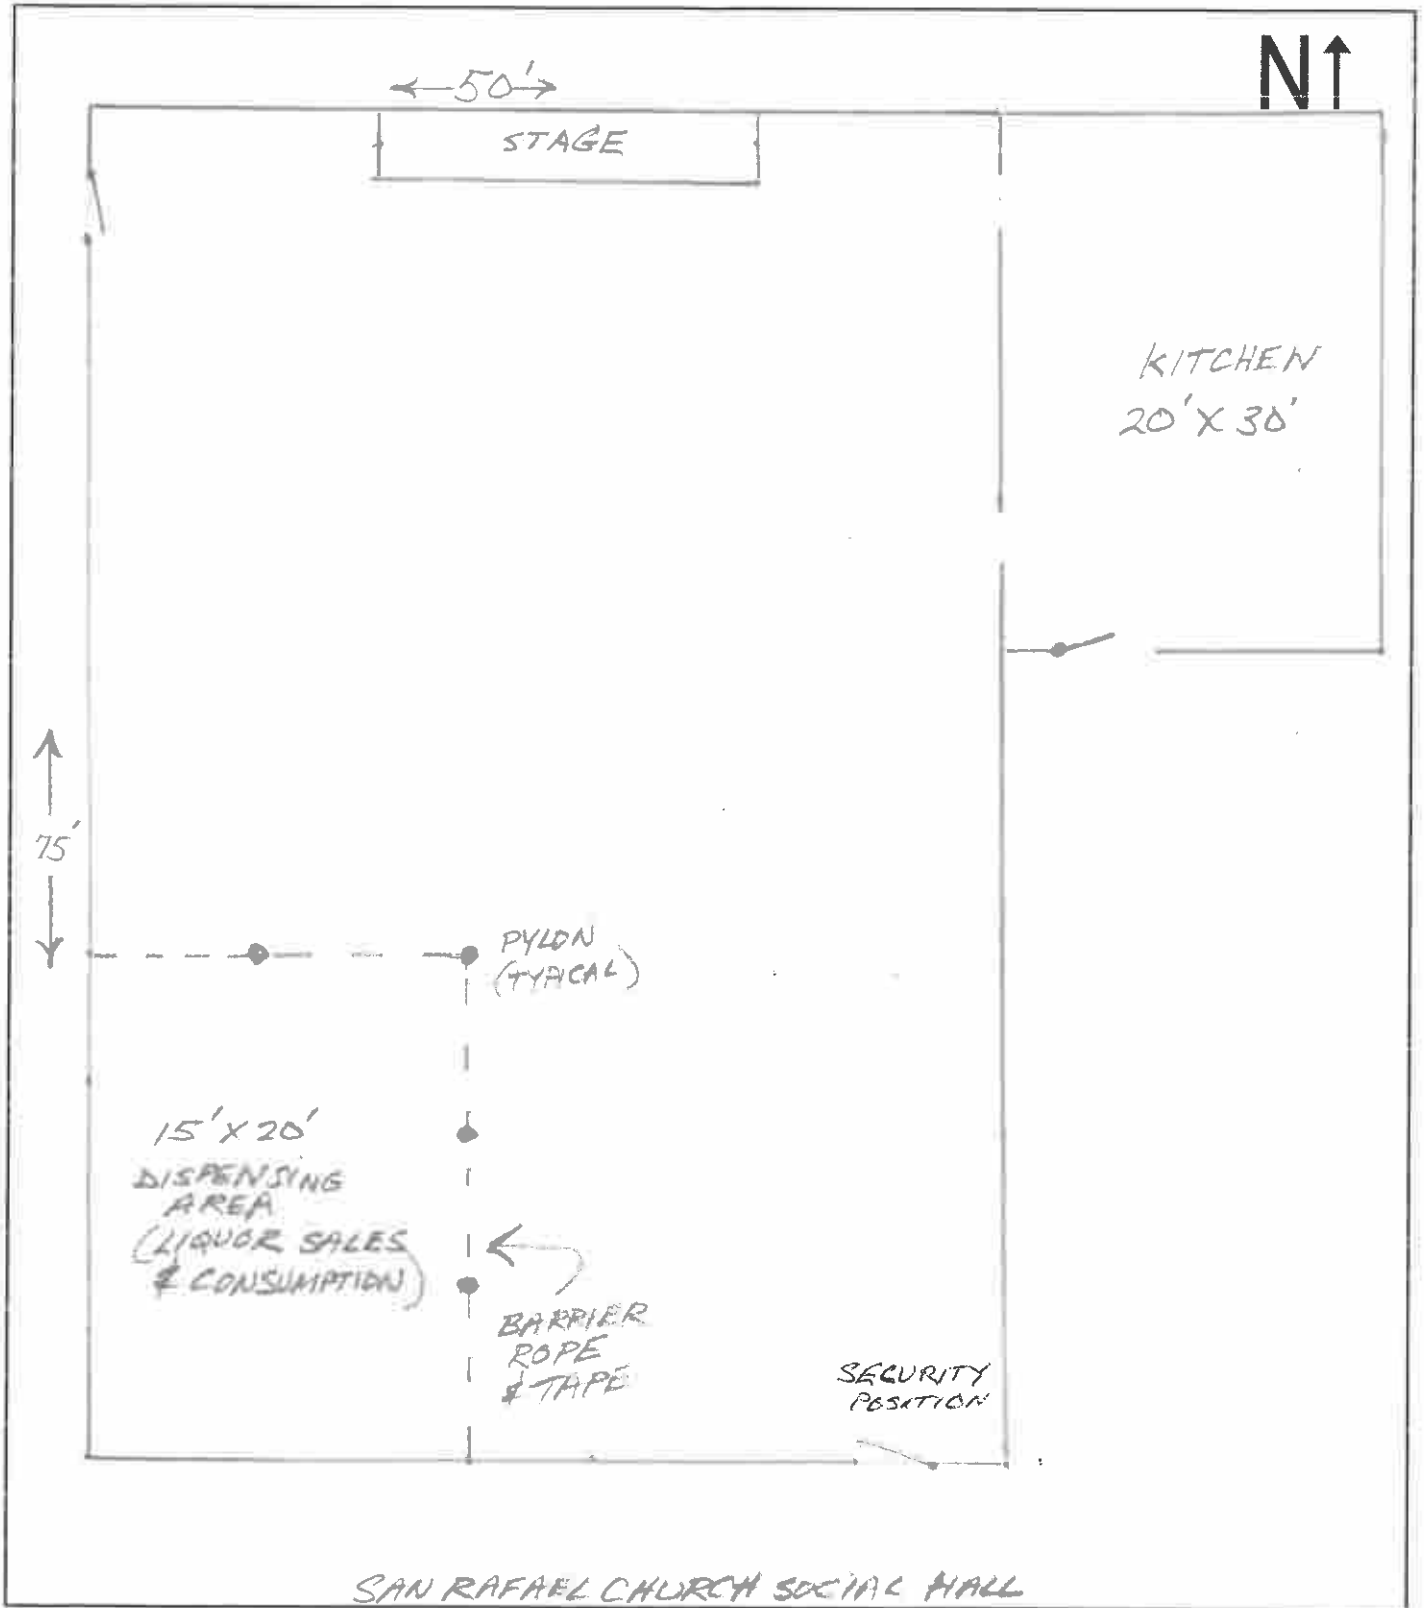 N↑
←50'→
STAGE
KITCHEN
20' X 30'
75'
PYLON
(TYPICAL)
15' X 20'
DISPENSING
AREA
(LIQUOR SALES
& CONSUMPTION)
BARRIER
ROPE
& TAPE
SECURITY
POSITION
SAN RAFAEL CHURCH SOCIAL HALL